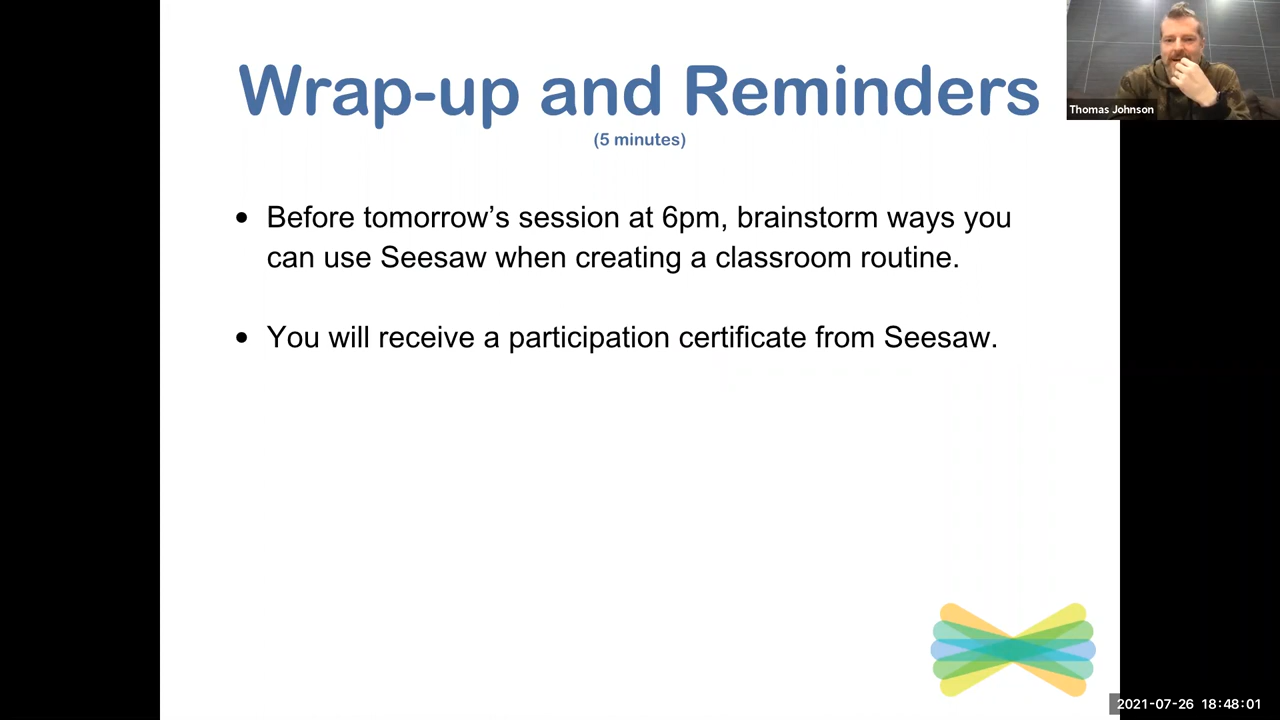 Wrap-up and Reminders
(5 minutes)
Thomas Johnson
• Before tomorrow’s session at 6pm, brainstorm ways you
can use Seesaw when creating a classroom routine.
• You will receive a participation certificate from Seesaw.
2021-07-26 18:48:01